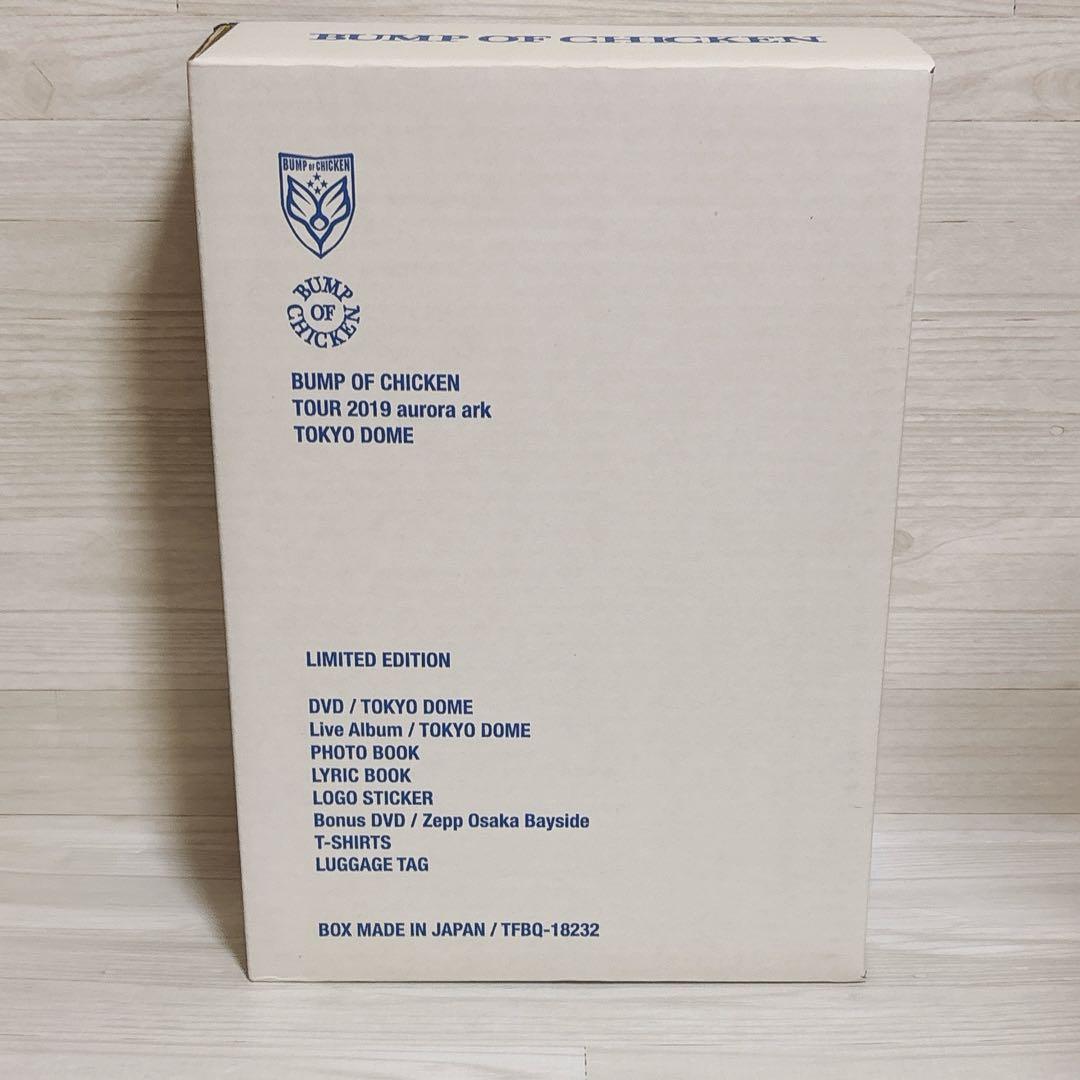 BUMP OF CHICKEN
BUMP OF CHICKEN
BUMP
OF
CHICKEN
BUMP OF CHICKEN
TOUR 2019 aurora ark
TOKYO DOME
LIMITED EDITION
DVD / TOKYO DOME
Live Album / TOKYO DOME
PHOTO BOOK
LYRIC BOOK
LOGO STICKER
Bonus DVD / Zepp Osaka Bayside
T-SHIRTS
LUGGAGE TAG
BOX MADE IN JAPAN / TFBQ-18232